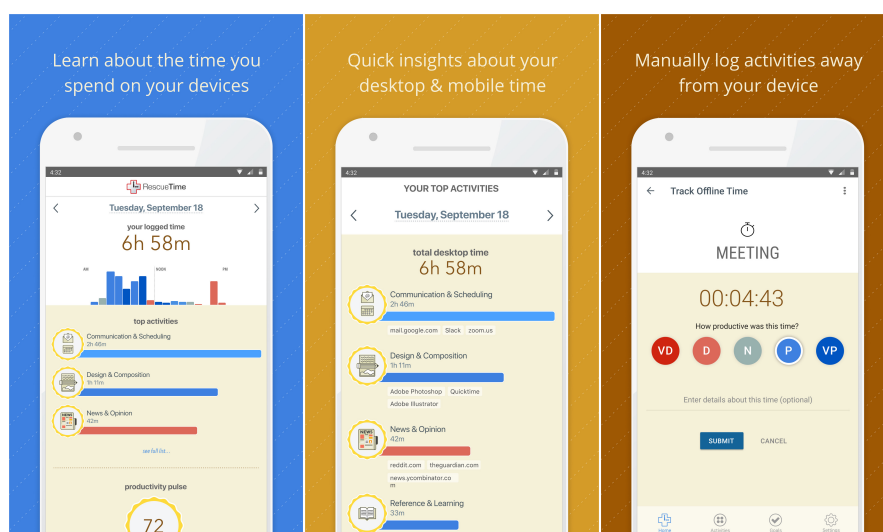 Learn about the time you
spend on your devices
4:32
RescueTime
Tuesday, September 18
your logged time
6h 58m
AM NOON PM
top activities
Communication & Scheduling
2h 46m
Design & Composition
1h 11m
NEWS
News & Opinion
42m
see full list...
productivity pulse
72
Quick insights about your
desktop & mobile time
4:32
YOUR TOP ACTIVITIES
Tuesday, September 18
total desktop time
6h 58m
Communication & Scheduling
2h 46m
mail.google.com Slack zoom.us
Design & Composition
1h 11m
Adobe Photoshop Quicktime
Adobe Illustrator
NEWS
News & Opinion
42m
reddit.com theguardian.com
news.ycombinator.co
m
Reference & Learning
33m
Manually log activities away
from your device
4:32
Track Offline Time
MEETING
00:04:43
How productive was this time?
VD D N P VP
Enter details about this time (optional)
SUBMIT CANCEL
Home Activities Goals Settings